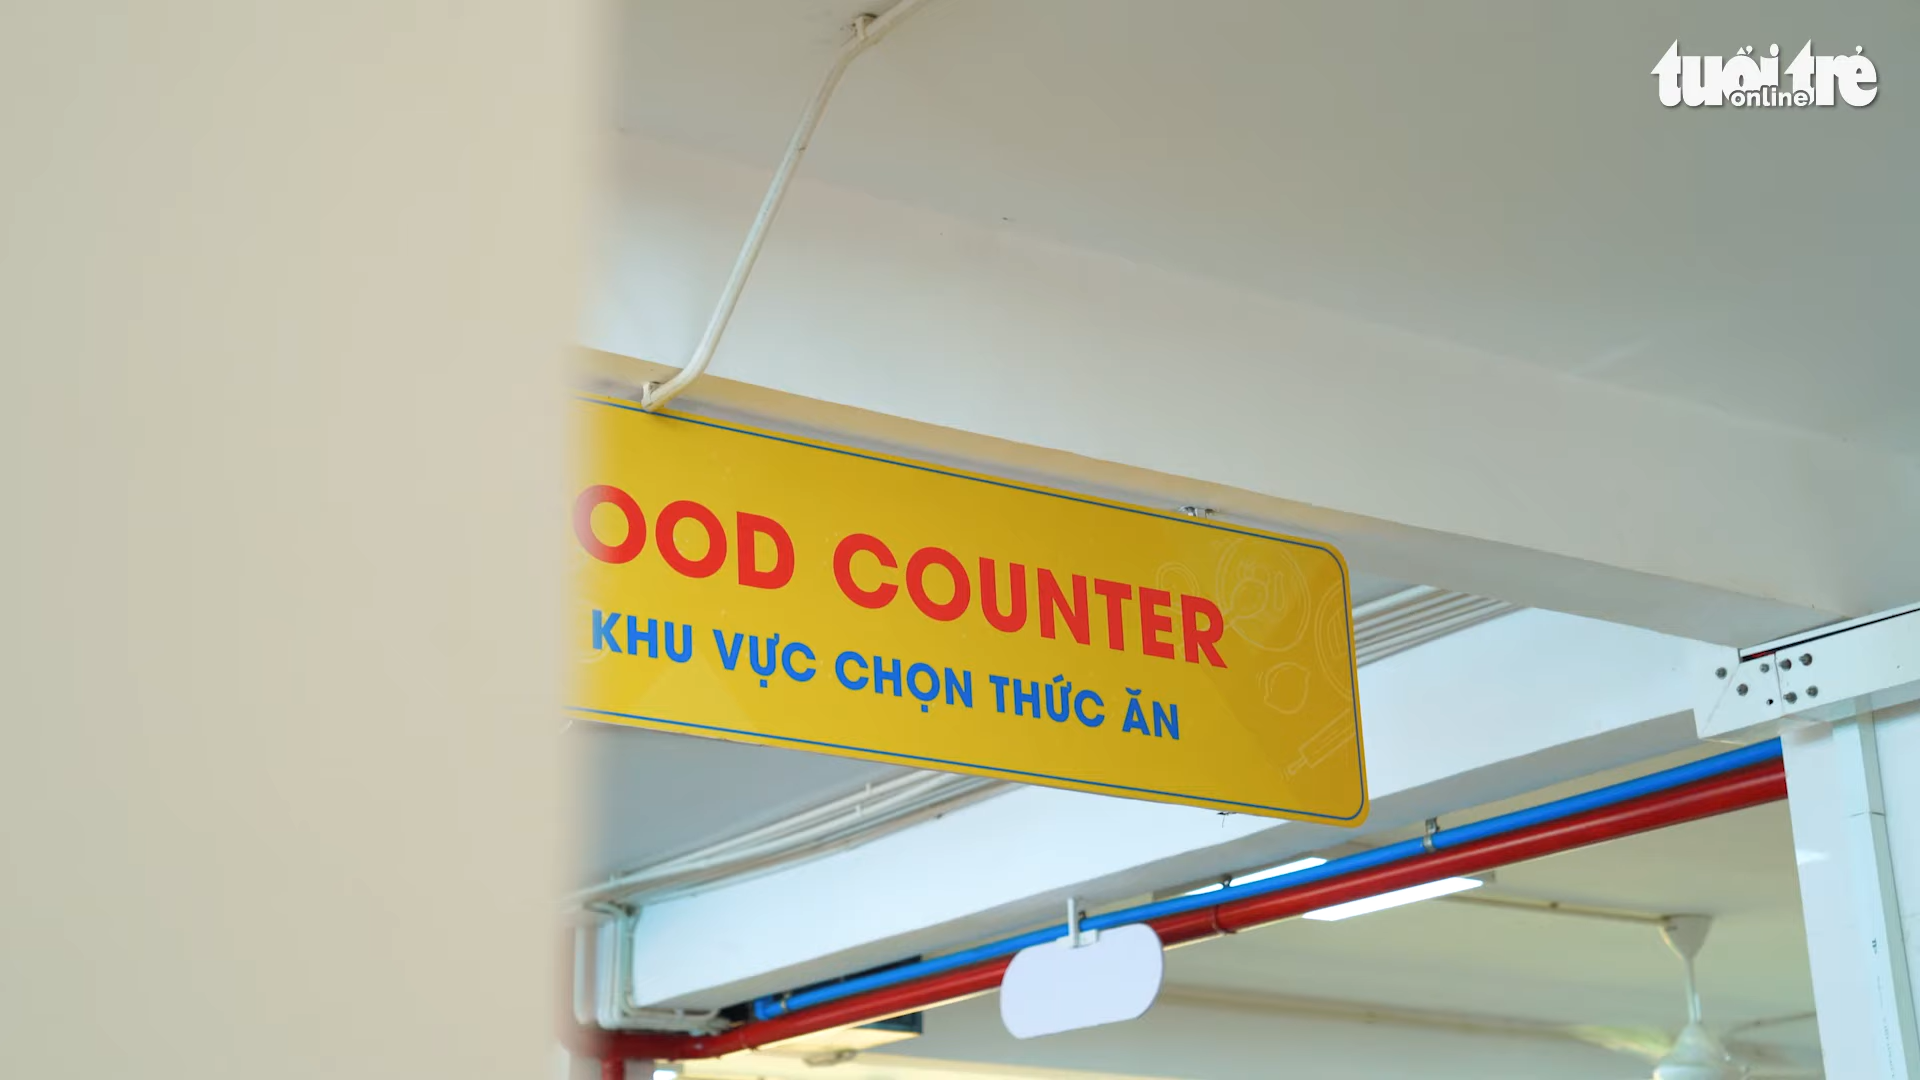 tuổi trẻ
online
OOD COUNTER
KHU VỰC CHỌN THỨC ĂN